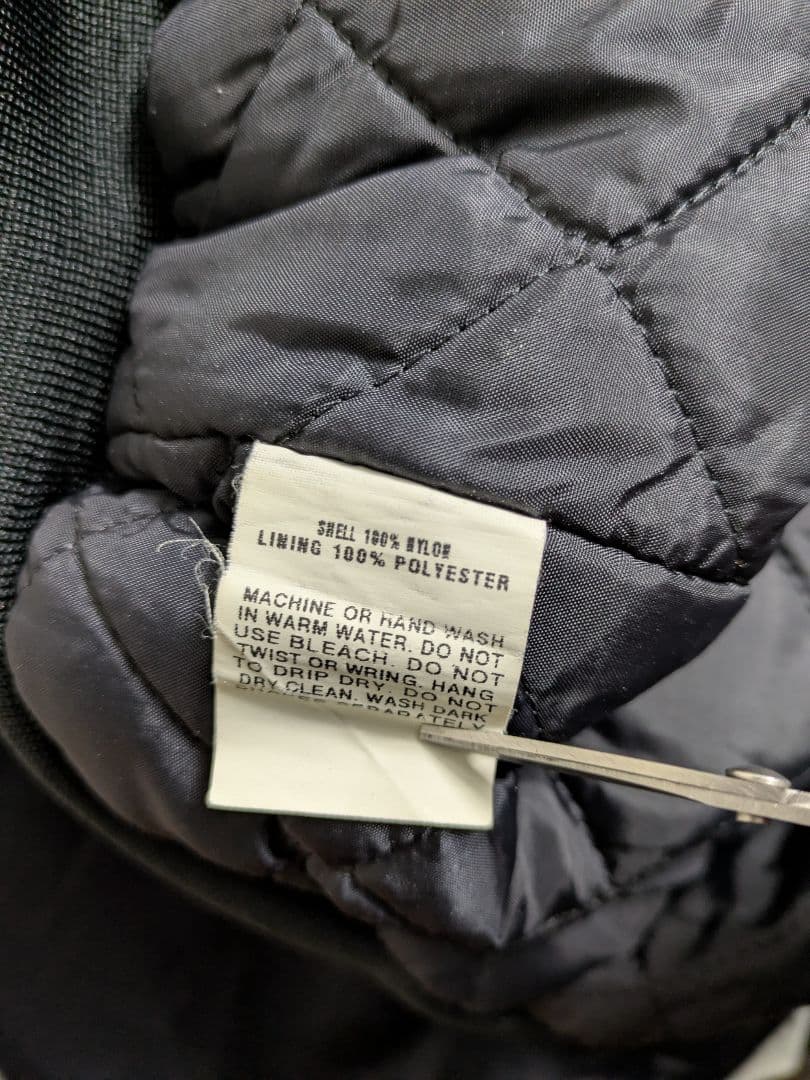 SHELL 100% NYLON
LINING 100% POLYESTER
MACHINE OR HAND WASH
IN WARM WATER. DO NOT
USE BLEACH. DO NOT
TWIST OR WRING. HANG
TO DRIP DRY. DO NOT
DRY CLEAN. WASH DARK
SEPARATELY